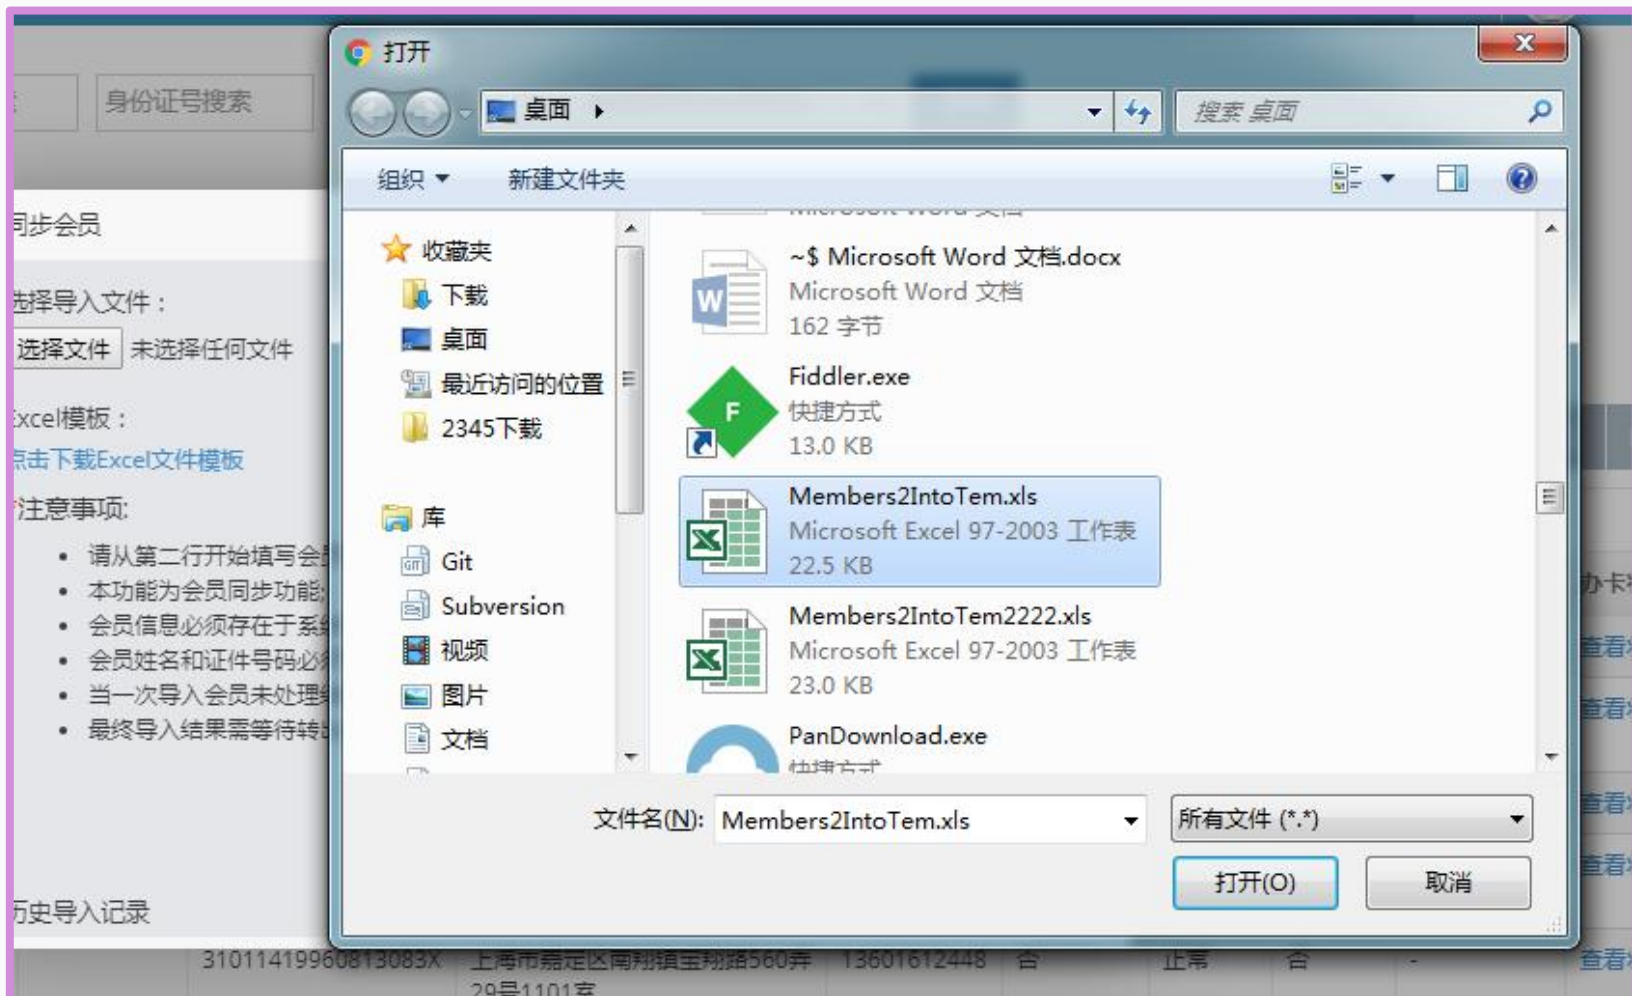 打开
身份证号搜索
桌面
搜索 桌面
组织
新建文件夹
同步会员
选择导入文件：
选择文件 未选择任何文件
Excel模板：
点击下载Excel文件模板
*注意事项:
请从第二行开始填写会
本功能为会员同步功能;
会员信息必须存在于系
会员姓名和证件号码必
当一次导入会员未处理
最终导入结果需等待转
历史导入记录
收藏夹
下载
桌面
最近访问的位置
2345下载
库
Git
Subversion
视频
图片
文档
Microsoft Word 文档
~$ Microsoft Word 文档.docx
Microsoft Word 文档
162 字节
Fiddler.exe
快捷方式
13.0 KB
Members2IntoTem.xls
Microsoft Excel 97-2003 工作表
22.5 KB
Members2IntoTem2222.xls
Microsoft Excel 97-2003 工作表
23.0 KB
PanDownload.exe
快捷方式
文件名(N): Members2IntoTem.xls
所有文件 (*.*)
打开(O)
取消
办卡
查看
查看
查看
查看
31011419960813083X 上海市嘉定区南翔镇宝翔路560弄 13601612448 否 正常 否 - 查看
29号1101室